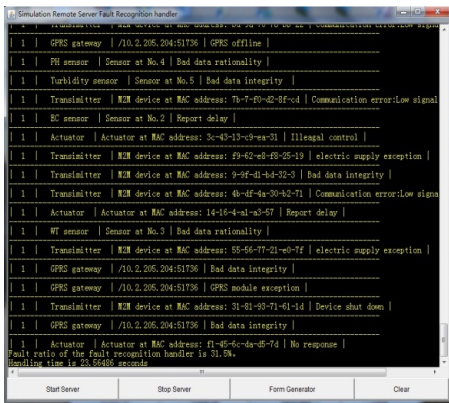 Simulation Remote Server Fault Recognition handler
| 1 | GPRS gateway | /10.2.205.204:51736 | GPRS offline |
| 1 | PH sensor | Sensor at No.4 | Bad data rationality |
| 1 | Turbidity sensor | Sensor at No.5 | Bad data integrity |
| 1 | Transimitter | M2M device at MAC address: 7b-7-f0-d2-8f-cd | Communication error:Low signal
| 1 | EC sensor | Sensor at No.2 | Report delay |
| 1 | Actuator | Actuator at MAC address: 3c-43-13-c9-ea-31 | Illeagal control |
| 1 | Transimitter | M2M device at MAC address: f9-62-e8-f8-25-19 | electric supply exception |
| 1 | Transimitter | M2M device at MAC address: 9-9f-d1-bd-32-3 | Bad data integrity |
| 1 | Transimitter | M2M device at MAC address: 4b-df-4a-30-b2-71 | Communication error:Low signa
| 1 | Actuator | Actuator at MAC address: 14-16-4-a1-a3-57 | Report delay |
| 1 | WT sensor | Sensor at No.3 | Bad data rationality |
| 1 | Transimitter | M2M device at MAC address: 55-56-77-21-e0-7f | electric supply exception |
| 1 | GPRS gateway | /10.2.205.204:51736 | Bad data integrity |
| 1 | GPRS gateway | /10.2.205.204:51736 | GPRS module exception |
| 1 | Transimitter | M2M device at MAC address: 31-81-93-71-61-1d | Device shut down |
| 1 | GPRS gateway | /10.2.205.204:51736 | Bad data integrity |
| 1 | Actuator | Actuator at MAC address: f1-45-6c-da-d5-7d | No response |
Fault ratio of the fault recognition handler is 31.5%.
Handling time is 23.56486 seconds
Start Server Stop Server Form Generator Clear